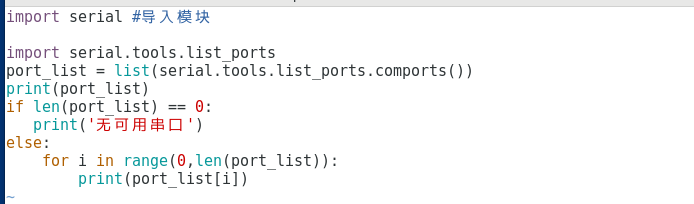 import serial #导入模块

import serial.tools.list_ports
port_list = list(serial.tools.list_ports.comports())
print(port_list)
if len(port_list) == 0:
   print('无可用串口')
else:
    for i in range(0,len(port_list)):
        print(port_list[i])
~